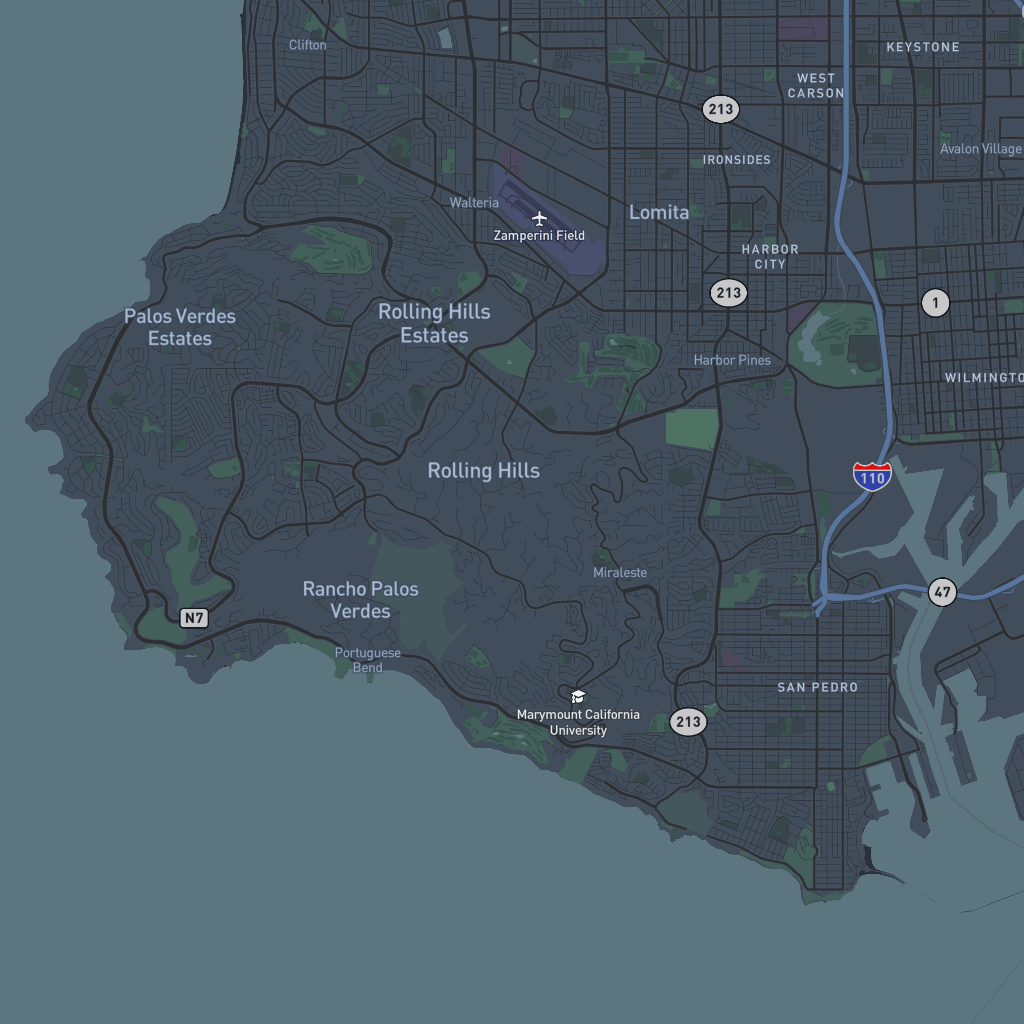 Clifton
KEYSTONE
WEST
CARSON
213
Avalon Village
IRONSIDES
Walteria
Lomita
Zamperini Field
HARBOR
CITY
213
1
Palos Verdes
Estates
Rolling Hills
Estates
Harbor Pines
WILMINGTO
Rolling Hills
110
Miraleste
47
Rancho Palos
Verdes
N7
Portuguese
Bend
SAN PEDRO
Marymount California
University
213